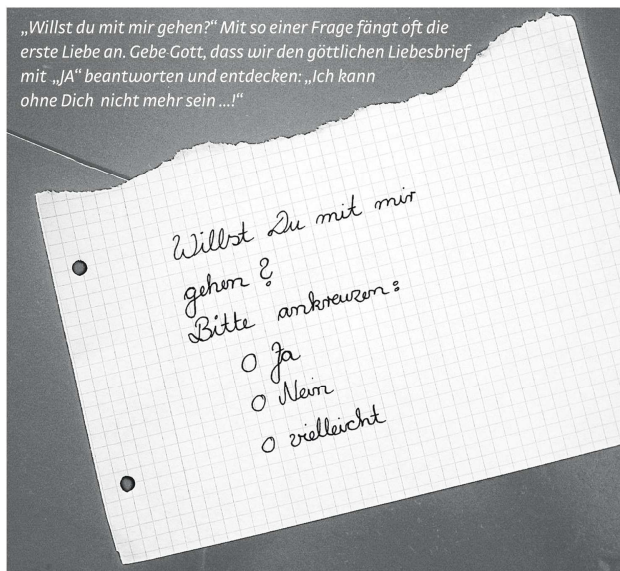 „Willst du mit mir gehen?“ Mit so einer Frage fängt oft die
erste Liebe an. Gebe Gott, dass wir den göttlichen Liebesbrief
mit „JA“ beantworten und entdecken: „Ich kann
ohne Dich nicht mehr sein ...!“
Willst Du mit mir
gehen?
Bitte ankreuzen:
O Ja
O Nein
O vielleicht